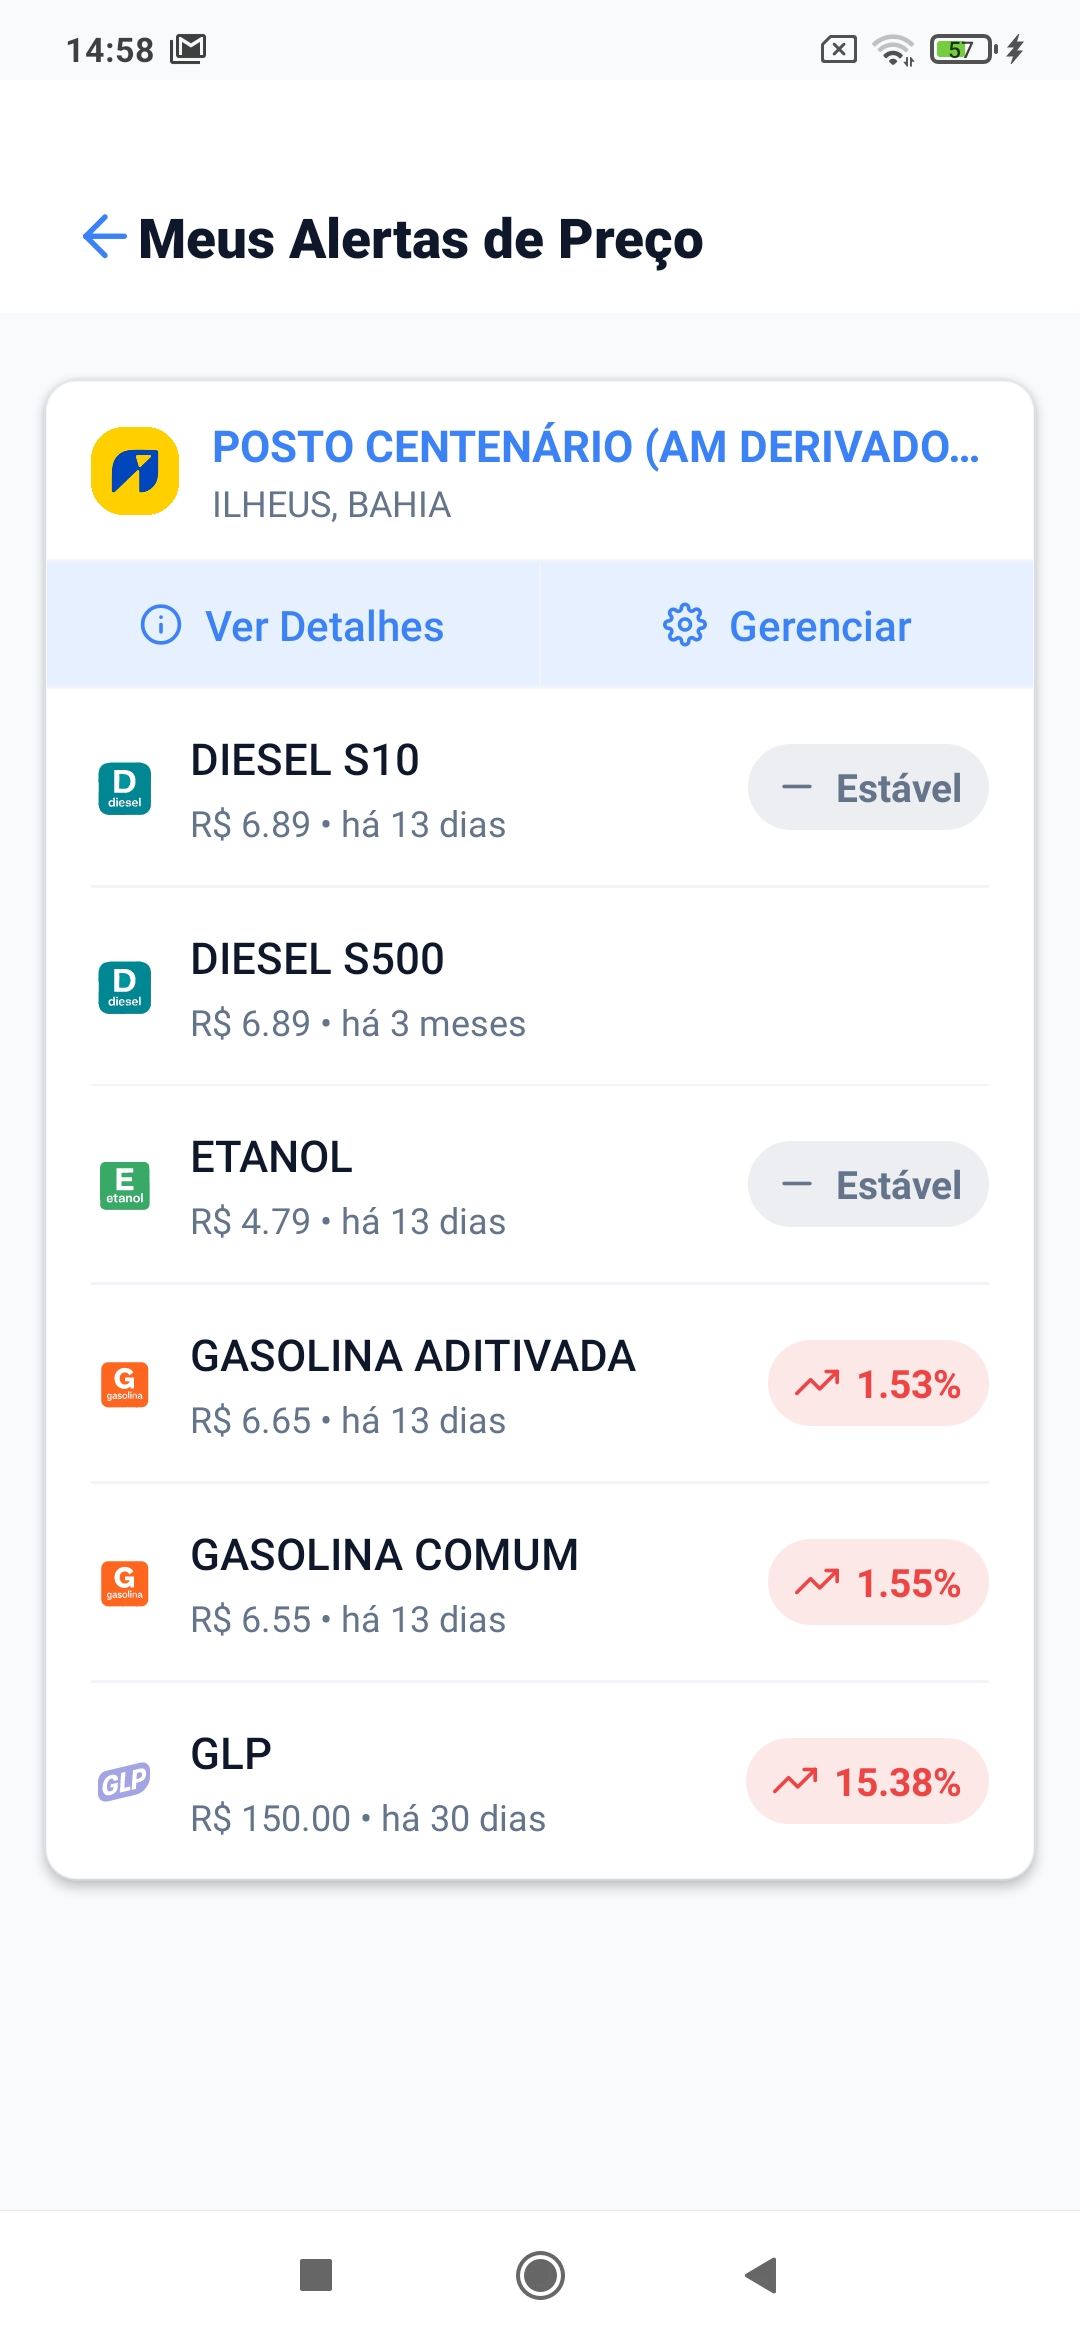 14:58
57
Meus Alertas de Preço
POSTO CENTENÁRIO (AM DERIVADO...
ILHEUS, BAHIA
Ver Detalhes
Gerenciar
D
diesel
DIESEL S10
R$ 6.89 • há 13 dias
Estável
D
diesel
DIESEL S500
R$ 6.89 • há 3 meses
E
etanol
ETANOL
R$ 4.79 • há 13 dias
Estável
G
gasolina
GASOLINA ADITIVADA
R$ 6.65 • há 13 dias
1.53%
G
gasolina
GASOLINA COMUM
R$ 6.55 • há 13 dias
1.55%
GLP
GLP
R$ 150.00 • há 30 dias
15.38%